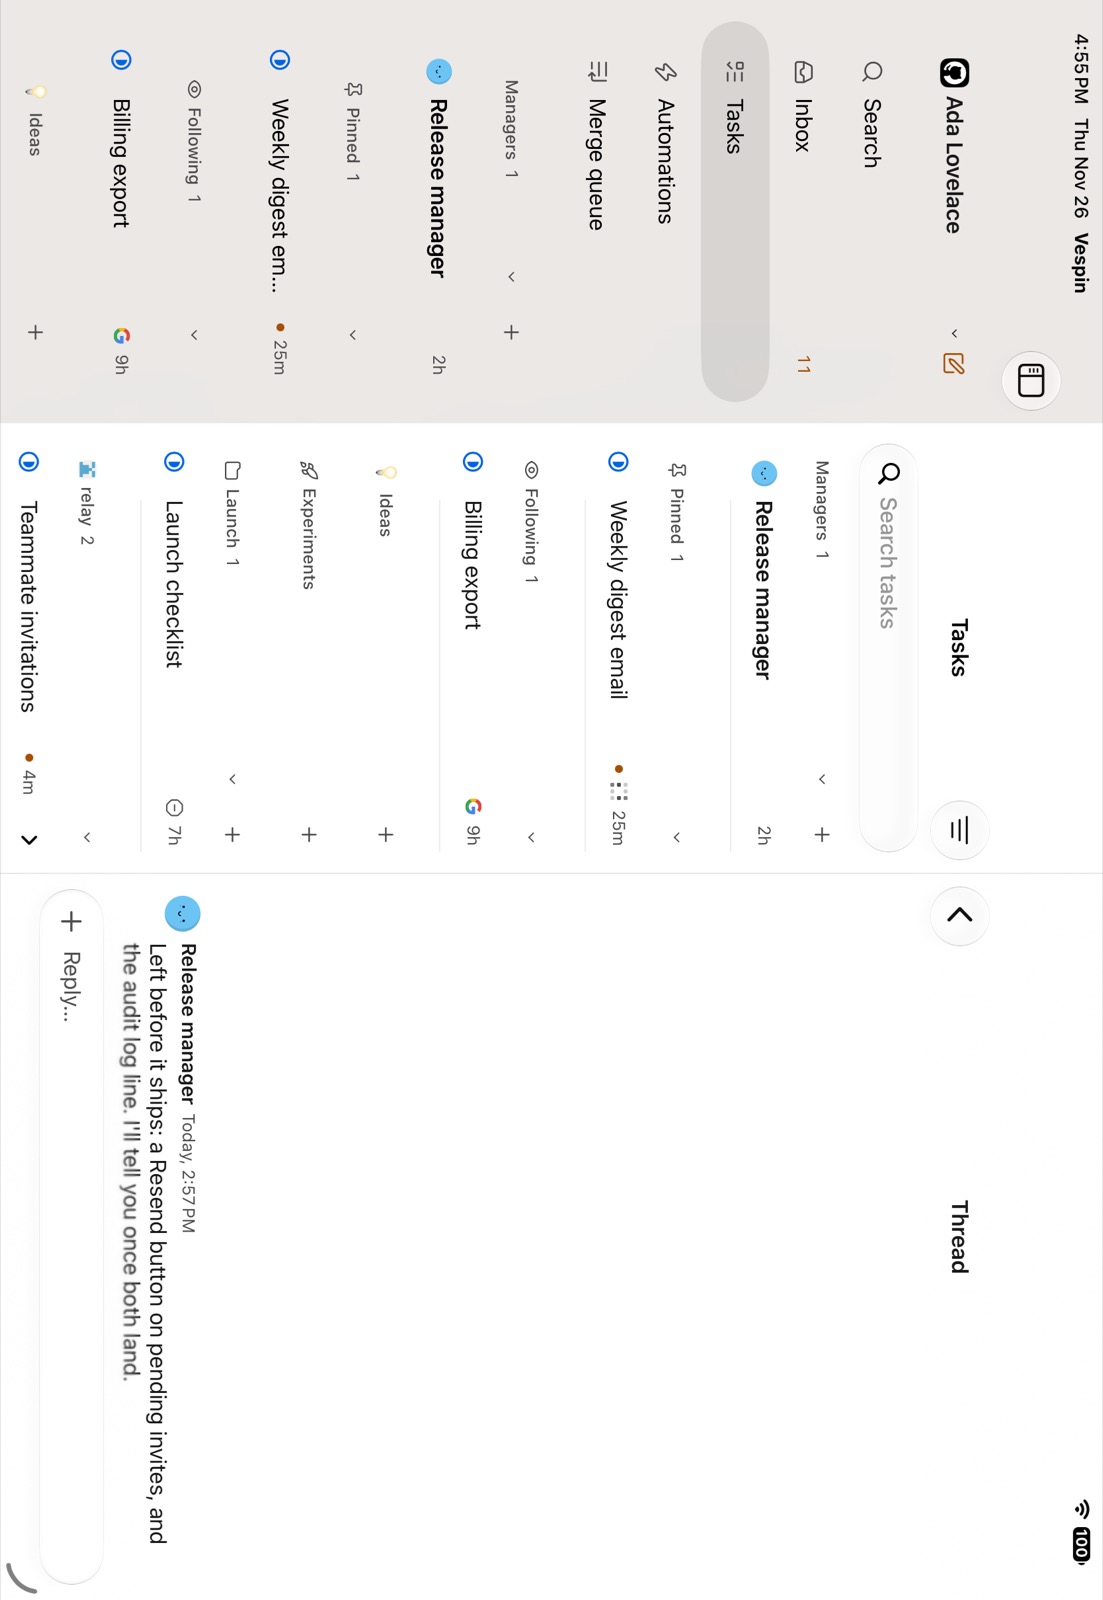 4:55 PM Thu Nov 26 Vespin
100
Ada Lovelace
Search
Inbox 11
Tasks
Automations
Merge queue
Managers 1
Release manager 2h
Pinned 1
Weekly digest em... 25m
Following 1
Billing export 9h
Ideas
Tasks
Search tasks
Managers 1
Release manager 2h
Pinned 1
Weekly digest email 25m
Following 1
Billing export 9h
Ideas
Experiments
Launch 1
Launch checklist 7h
relay 2
Teammate invitations 4m
Thread
Release manager Today, 2:57 PM
Left before it ships: a Resend button on pending invites, and
the audit log line. I'll tell you once both land.
Reply...